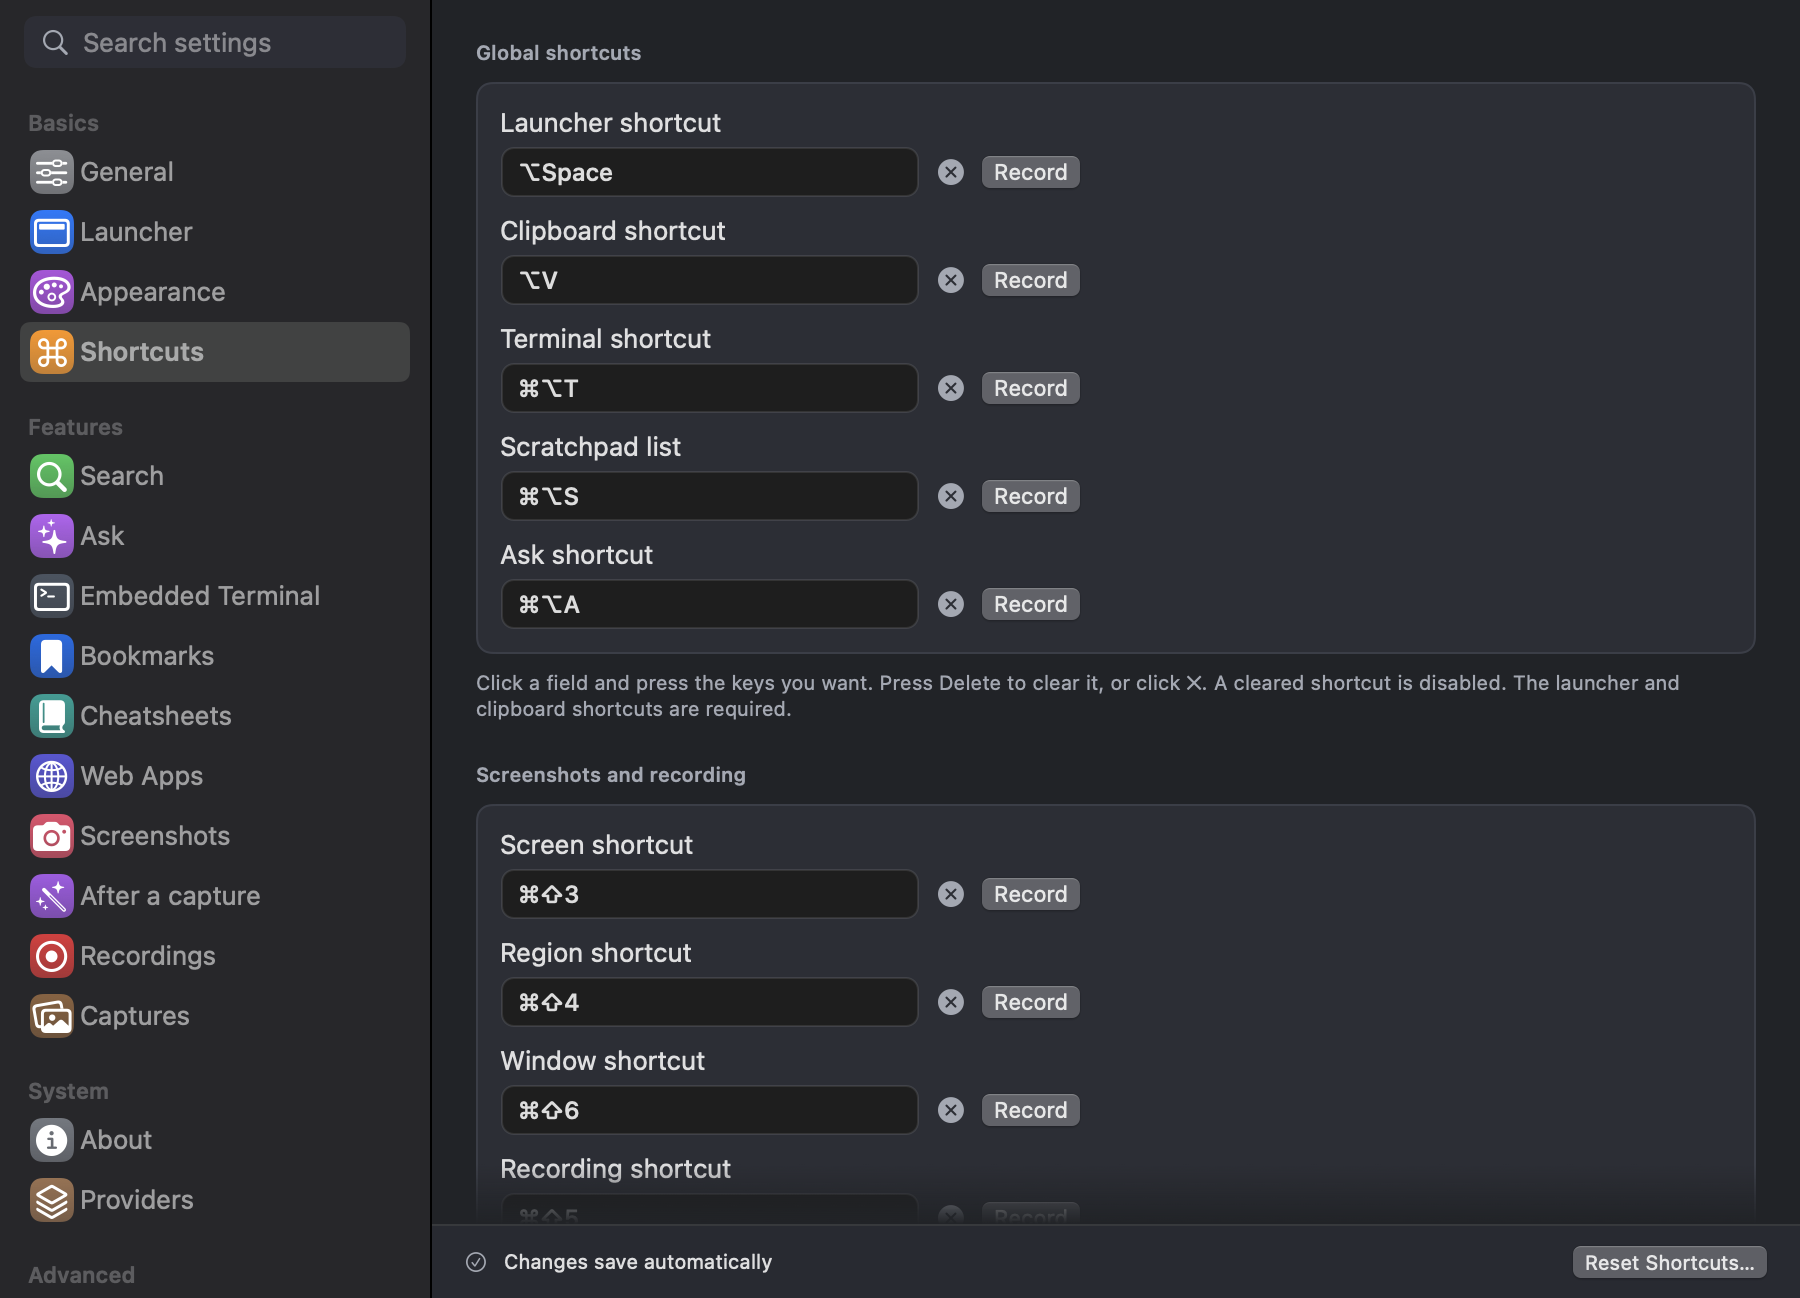 Search settings
Basics
General
Launcher
Appearance
Shortcuts
Features
Search
Ask
Embedded Terminal
Bookmarks
Cheatsheets
Web Apps
Screenshots
After a capture
Recordings
Captures
System
About
Providers
Advanced
Global shortcuts
Launcher shortcut
⌥Space Record
Clipboard shortcut
⌥V Record
Terminal shortcut
⌘⌥T Record
Scratchpad list
⌘⌥S Record
Ask shortcut
⌘⌥A Record
Click a field and press the keys you want. Press Delete to clear it, or click ✕. A cleared shortcut is disabled. The launcher and
clipboard shortcuts are required.
Screenshots and recording
Screen shortcut
⌘⇧3 Record
Region shortcut
⌘⇧4 Record
Window shortcut
⌘⇧6 Record
Recording shortcut
⌘⇧5 Record
Changes save automatically
Reset Shortcuts...